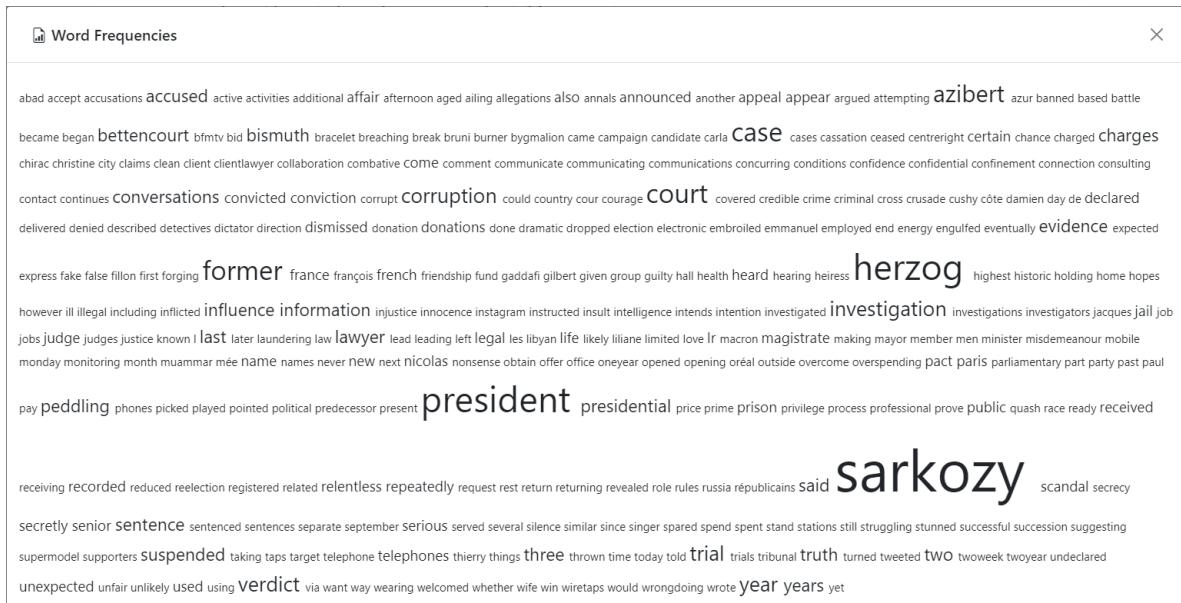 Word Frequencies
abad accept accusations accused active activities additional affair afternoon aged ailing allegations also annals announced another appeal appear argued attempting azibert azur banned based battle
became began bettencourt bfmtv bid bismuth bracelet breaching break bruni burner bygmalion came campaign candidate carla case cases cassation ceased centreright certain chance charged charges
chirac christine city claims clean client clientlawyer collaboration combative come comment communicate communicating communications concurring conditions confidence confidential confinement connection consulting
contact continues conversations convicted conviction corrupt corruption could country cour courage court covered credible crime criminal cross crusade cushy côte damien day de declared
delivered denied described detectives dictator direction dismissed donation donations done dramatic dropped election electronic embroiled emmanuel employed end energy engulfed eventually evidence expected
express fake false fillon first forging former france françois french friendship fund gaddafi gilbert given group guilty hall health heard hearing heiress herzog highest historic holding home hopes
however ill illegal including inflicted influence information injustice innocence instagram instructed insult intelligence intends intention investigated investigation investigations investigators jacques jail job
jobs judge judges justice known l last later laundering law lawyer lead leading left legal les libyan life likely liliane limited love lr macron magistrate making mayor member men minister misdemeanour mobile
monday monitoring month muammar mée name names never new next nicolas nonsense obtain offer office oneyear opened opening oréal outside overcome overspending pact paris parliamentary part party past paul
pay peddling phones picked played pointed political predecessor present president presidential price prime prison privilege process professional prove public quash race ready received
receiving recorded reduced reelection registered related relentless repeatedly request rest return returning revealed role rules russia républicains said sarkozy scandal secrecy
secretly senior sentence sentenced sentences separate september serious served several silence similar since singer spared spend spent stand stations still struggling stunned successful succession suggesting
supermodel supporters suspended taking taps target telephone telephones thierry things three thrown time today told trial trials tribunal truth turned tweeted two twoweek twoyear undeclared
unexpected unfair unlikely used using verdict via want way wearing welcomed whether wife win wiretaps would wrongdoing wrote year years yet